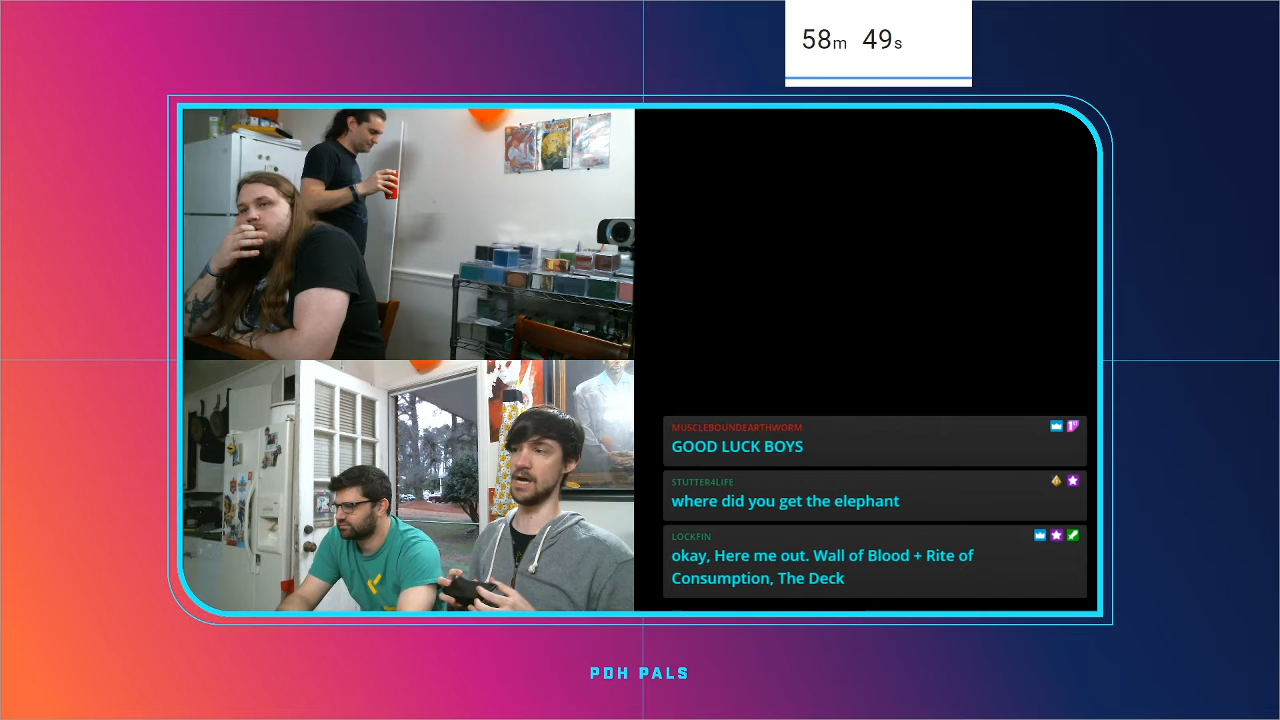 58m 49s
MUSCLEBOUNDEARTHWORM
GOOD LUCK BOYS
STUTTER4LIFE
where did you get the elephant
LOCKFIN
okay, Here me out. Wall of Blood + Rite of
Consumption, The Deck
PDH PALS